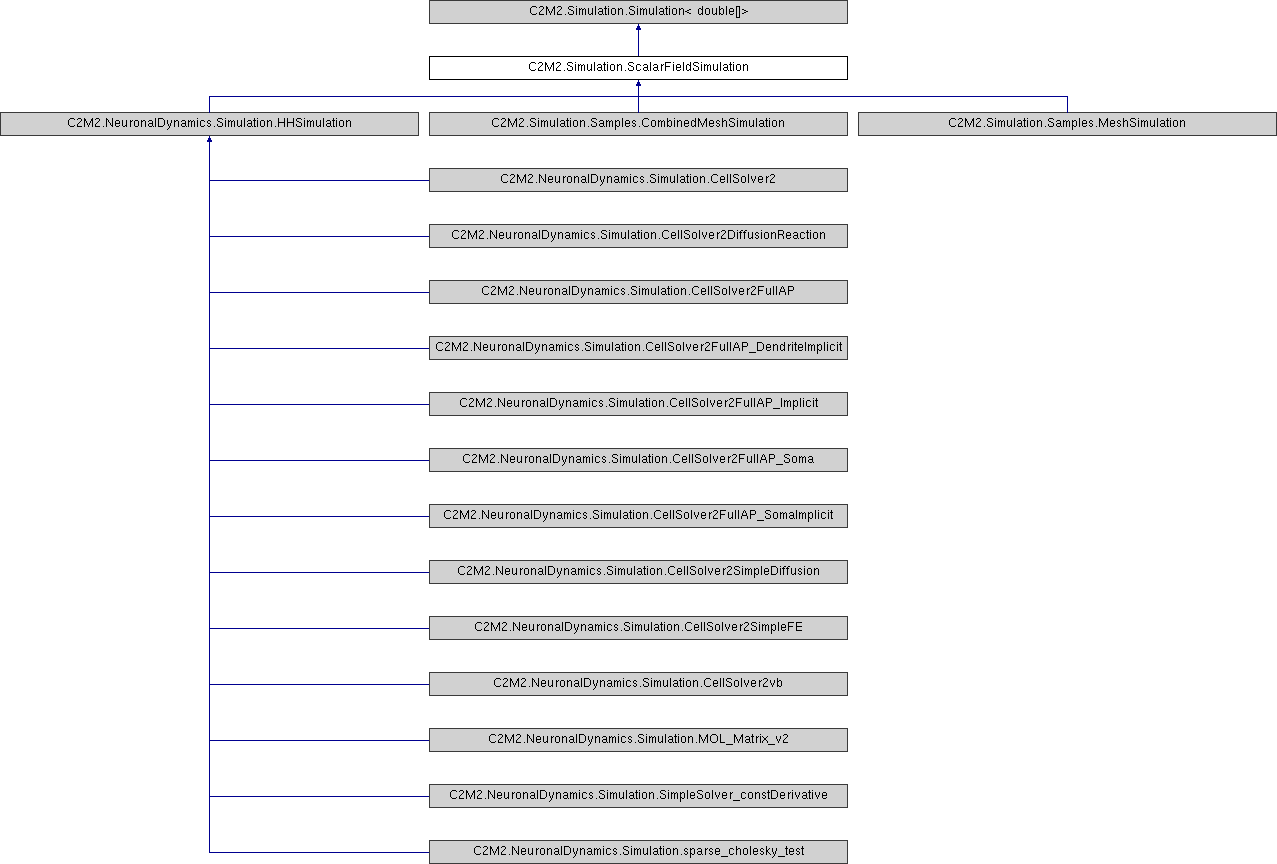 C2M2.Simulation.Simulation< double[]>
C2M2.Simulation.ScalarFieldSimulation
C2M2.NeuronalDynamics.Simulation.HHSimulation
C2M2.Simulation.Samples.CombinedMeshSimulation
C2M2.Simulation.Samples.MeshSimulation
C2M2.NeuronalDynamics.Simulation.CellSolver2
C2M2.NeuronalDynamics.Simulation.CellSolver2DiffusionReaction
C2M2.NeuronalDynamics.Simulation.CellSolver2FullAP
C2M2.NeuronalDynamics.Simulation.CellSolver2FullAP_DendriteImplicit
C2M2.NeuronalDynamics.Simulation.CellSolver2FullAP_Implicit
C2M2.NeuronalDynamics.Simulation.CellSolver2FullAP_Soma
C2M2.NeuronalDynamics.Simulation.CellSolver2FullAP_SomaImplicit
C2M2.NeuronalDynamics.Simulation.CellSolver2SimpleDiffusion
C2M2.NeuronalDynamics.Simulation.CellSolver2SimpleFE
C2M2.NeuronalDynamics.Simulation.CellSolver2vb
C2M2.NeuronalDynamics.Simulation.MOL_Matrix_v2
C2M2.NeuronalDynamics.Simulation.SimpleSolver_constDerivative
C2M2.NeuronalDynamics.Simulation.sparse_cholesky_test